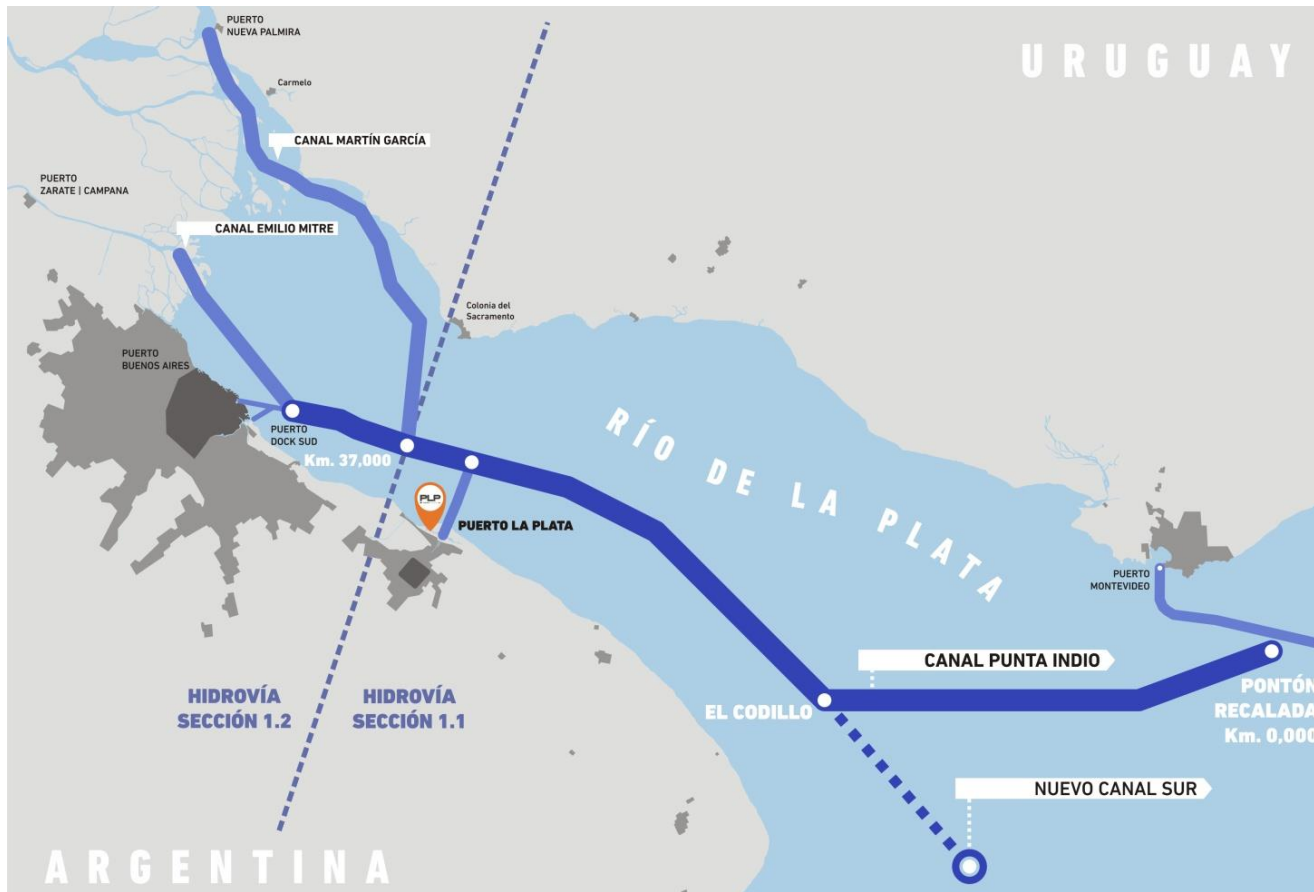 PUERTO
NUEVA PALMIRA
URUGUAY
Carmelo
CANAL MARTÍN GARCÍA
PUERTO
ZARATE | CAMPANA
CANAL EMILIO MITRE
Colonia del
Sacramento
PUERTO
BUENOS AIRES
PUERTO
DOCK SUD
Km. 37,000
RÍO DE LA PLATA
PLP
PUERTO LA PLATA
PUERTO
MONTEVIDEO
CANAL PUNTA INDIO
HIDROVÍA
SECCIÓN 1.2
HIDROVÍA
SECCIÓN 1.1
EL CODILLO
PONTÓN
RECALADA
Km. 0,000
NUEVO CANAL SUR
ARGENTINA